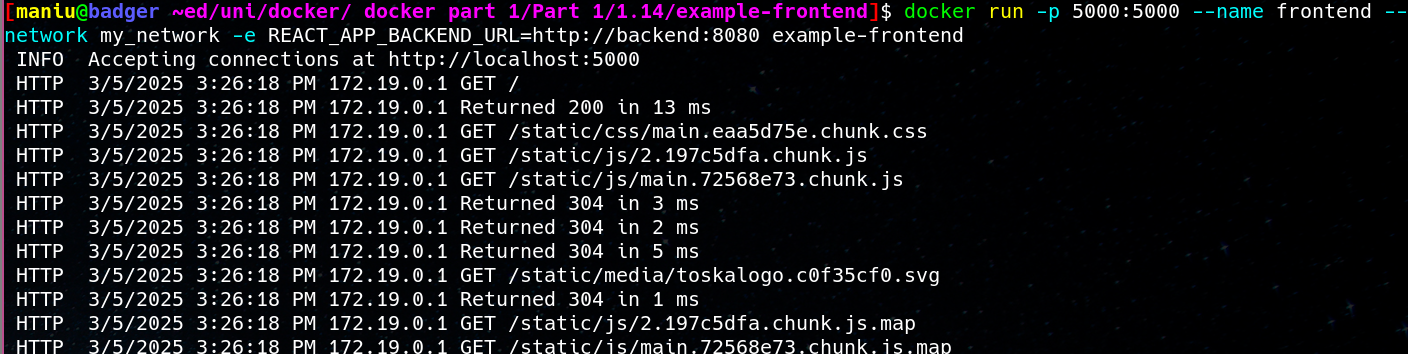 [maniu@badger ~ed/uni/docker/ docker part 1/Part 1/1.14/example-frontend]$ docker run -p 5000:5000 --name frontend --
network my_network -e REACT_APP_BACKEND_URL=http://backend:8080 example-frontend
INFO  Accepting connections at http://localhost:5000
HTTP  3/5/2025 3:26:18 PM 172.19.0.1 GET /
HTTP  3/5/2025 3:26:18 PM 172.19.0.1 Returned 200 in 13 ms
HTTP  3/5/2025 3:26:18 PM 172.19.0.1 GET /static/css/main.eaa5d75e.chunk.css
HTTP  3/5/2025 3:26:18 PM 172.19.0.1 GET /static/js/2.197c5dfa.chunk.js
HTTP  3/5/2025 3:26:18 PM 172.19.0.1 GET /static/js/main.72568e73.chunk.js
HTTP  3/5/2025 3:26:18 PM 172.19.0.1 Returned 304 in 3 ms
HTTP  3/5/2025 3:26:18 PM 172.19.0.1 Returned 304 in 2 ms
HTTP  3/5/2025 3:26:18 PM 172.19.0.1 Returned 304 in 5 ms
HTTP  3/5/2025 3:26:18 PM 172.19.0.1 GET /static/media/toskalogo.c0f35cf0.svg
HTTP  3/5/2025 3:26:18 PM 172.19.0.1 Returned 304 in 1 ms
HTTP  3/5/2025 3:26:18 PM 172.19.0.1 GET /static/js/2.197c5dfa.chunk.js.map
HTTP  3/5/2025 3:26:18 PM 172.19.0.1 GET /static/js/main.72568e73.chunk.js.map